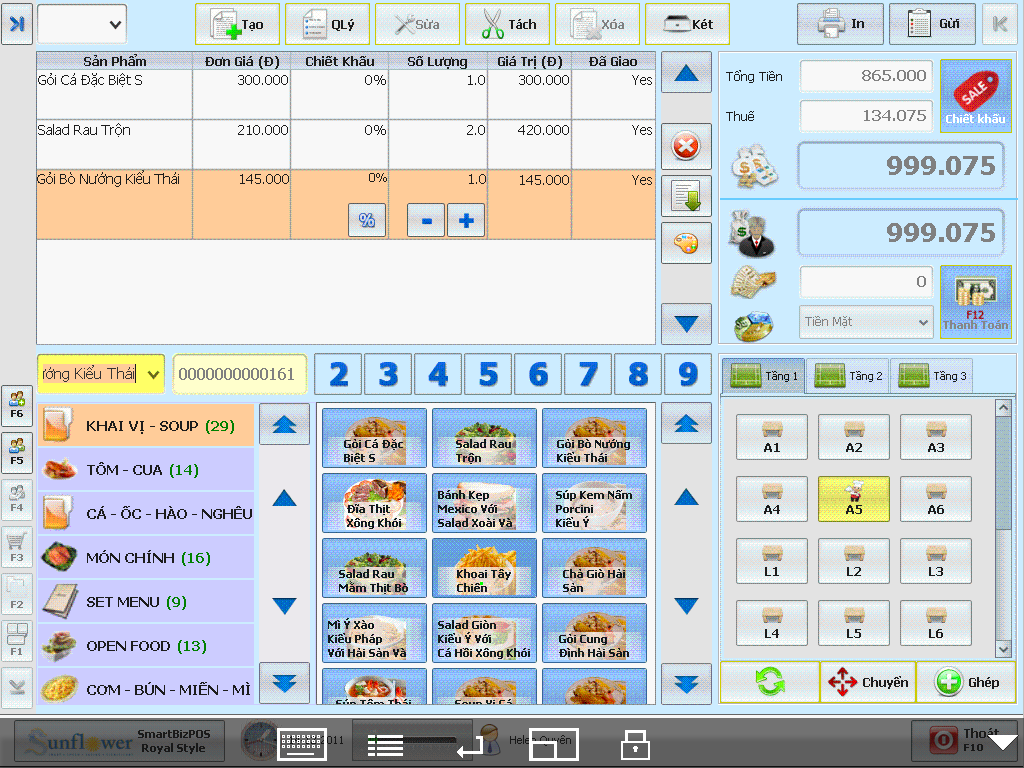 Tạo
QLý
Sửa
Tách
Xóa
Két
In
Gửi
Sản Phẩm Đơn Giá (Đ) Chiết Khấu Số Lượng Giá Trị (Đ) Đã Giao
Gỏi Cá Đặc Biệt S 300.000 0% 1.0 300.000 Yes
Salad Rau Trộn 210.000 0% 2.0 420.000 Yes
Gỏi Bò Nướng Kiểu Thái 145.000 0% 1.0 145.000 Yes
% - +
Tổng Tiền 865.000
Thuế 134.075
SALE
Chiết khấu
999.075
999.075
0
Tiền Mặt
F12
Thanh Toán
ướng Kiểu Thái
0000000000161
2 3 4 5 6 7 8 9
Tầng 1 Tầng 2 Tầng 3
F6
F5
F4
F3
F2
F1
KHAI VỊ - SOUP (29)
TÔM - CUA (14)
CÁ - ỐC - HÀO - NGHÊU
MÓN CHÍNH (16)
SET MENU (9)
OPEN FOOD (13)
CƠM - BÚN - MIẾN - MÌ
Gỏi Cá Đặc
Biệt S
Salad Rau
Trộn
Gỏi Bò Nướng
Kiểu Thái
Đĩa Thịt
Xông Khói
Bánh Kẹp
Mexico Với
Salad Xoài Và
Súp Kem Nấm
Porcini
Kiểu Ý
Salad Rau
Mầm Thịt Bò
Khoai Tây
Chiên
Chả Giò Hải
Sản
Mì Ý Xào
Kiểu Pháp
Với Hải Sản Và
Salad Giòn
Kiểu Ý Với
Cá Hồi Xông Khói
Gỏi Cung
Đình Hải Sản
Súp Tôm Thái
Soup Vi Cá
A1 A2 A3
A4 A5 A6
L1 L2 L3
L4 L5 L6
Chuyển
Ghép
Sunflower
SmartBizPOS
Royal Style
2011
Helen Quyên
Thoát
F10